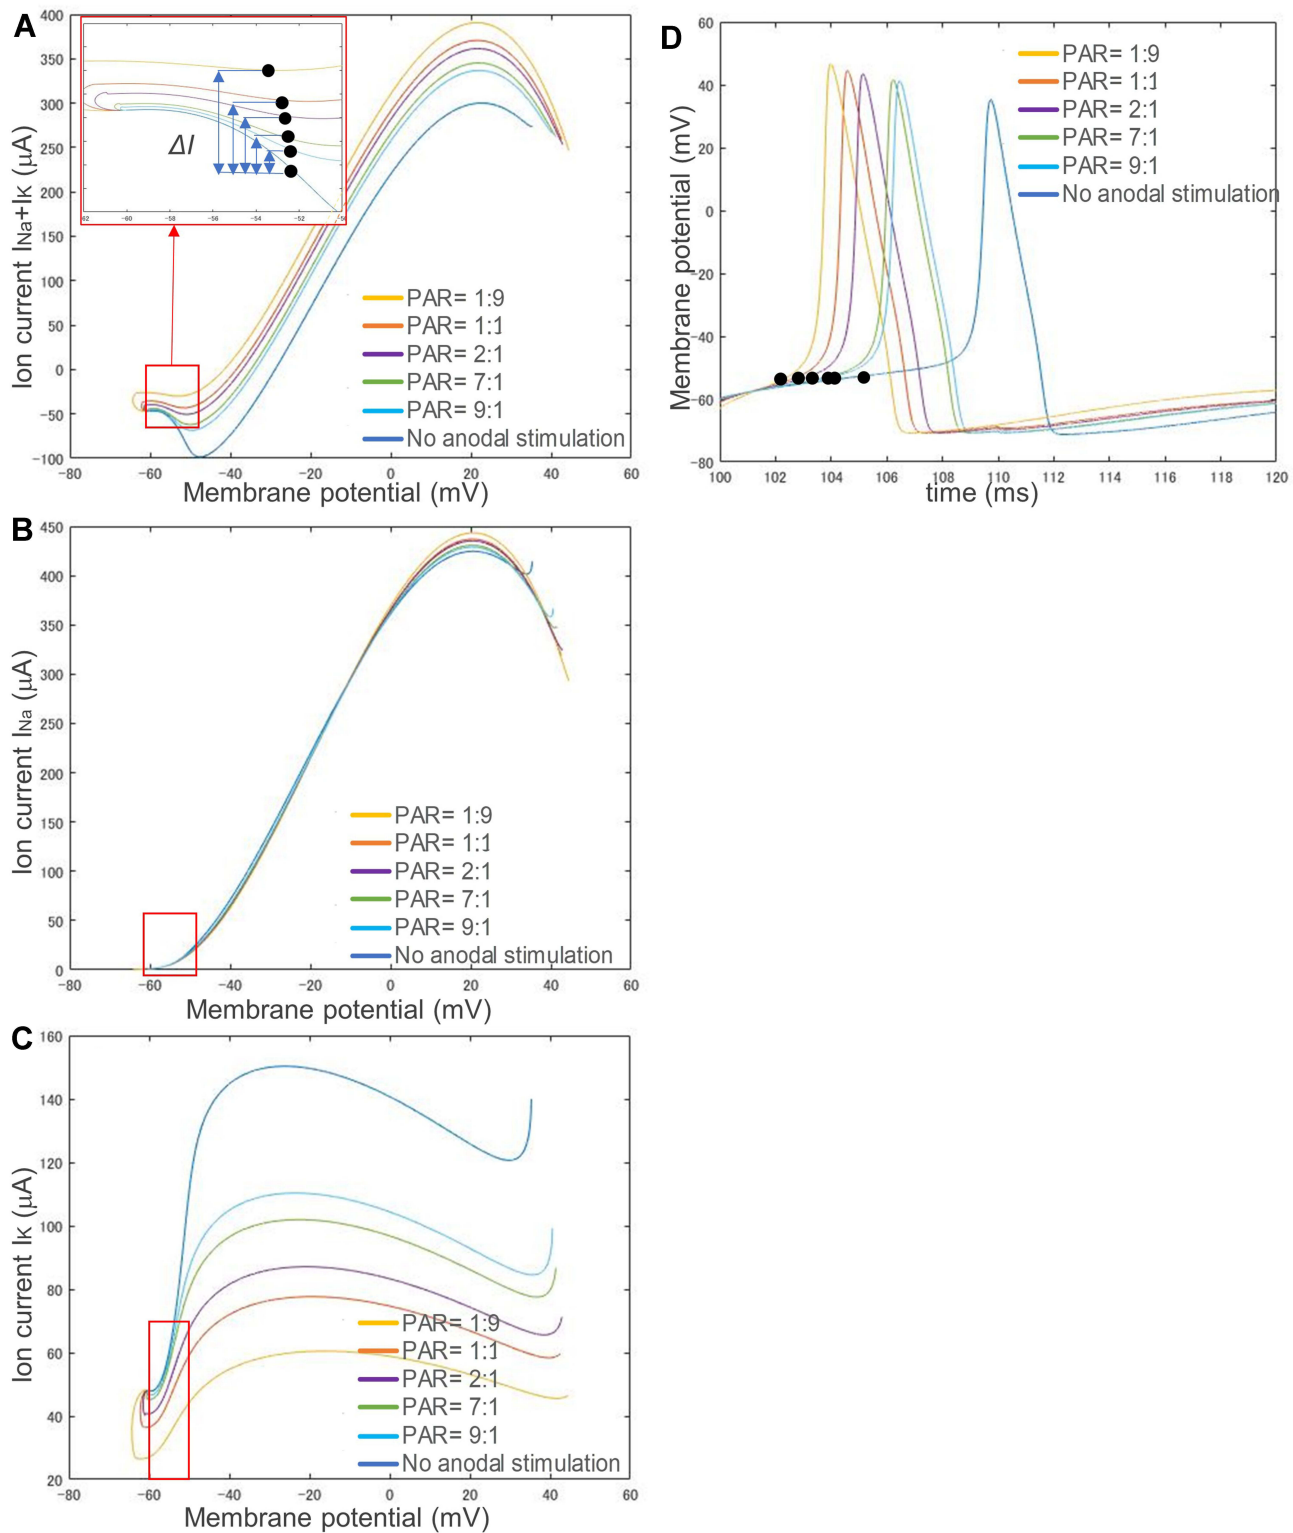 A
400
350
300
250
200
150
100
50
0
−50
−100
−80
−60
−40
−20
0
20
40
60
Ion current INa+IK (μA)
Membrane potential (mV)
ΔI
−60
−58
−56
−54
−52
PAR= 1:9
PAR= 1:1
PAR= 2:1
PAR= 7:1
PAR= 9:1
No anodal stimulation
B
450
400
350
300
250
200
150
100
50
0
−80
−60
−40
−20
0
20
40
60
Ion current INa (μA)
Membrane potential (mV)
PAR= 1:9
PAR= 1:1
PAR= 2:1
PAR= 7:1
PAR= 9:1
No anodal stimulation
C
160
140
120
100
80
60
40
20
−80
−60
−40
−20
0
20
40
60
Ion current IK (μA)
Membrane potential (mV)
PAR= 1:9
PAR= 1:1
PAR= 2:1
PAR= 7:1
PAR= 9:1
No anodal stimulation
D
60
40
20
0
−20
−40
−60
−80
100
102
104
106
108
110
112
114
116
118
120
Membrane potential (mV)
time (ms)
PAR= 1:9
PAR= 1:1
PAR= 2:1
PAR= 7:1
PAR= 9:1
No anodal stimulation